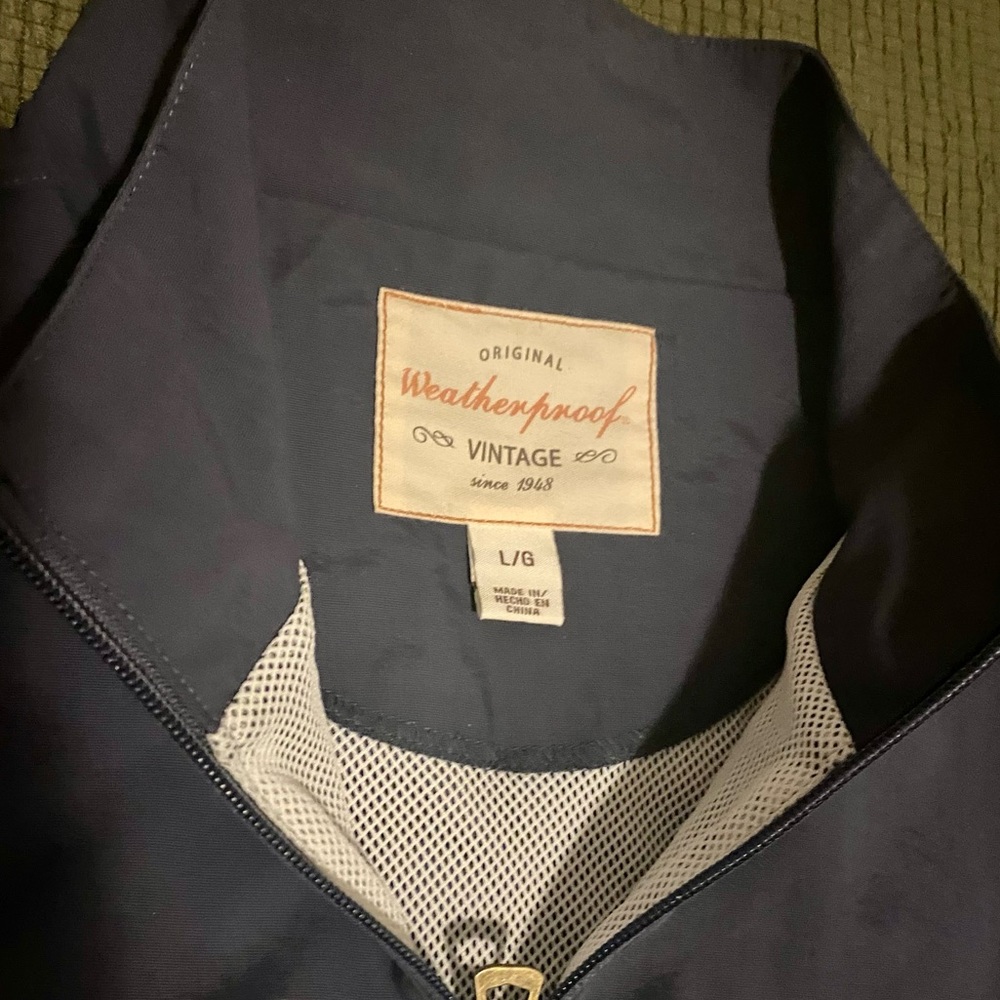 ORIGINAL
Weatherproof®
VINTAGE
since 1948
L/G
MADE IN/
HECHO EN
CHINA